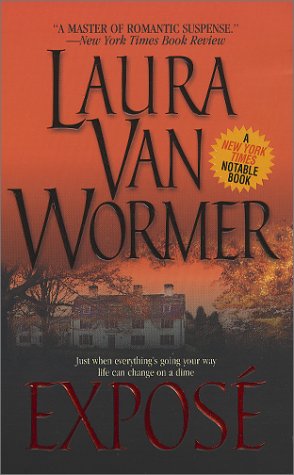 "A MASTER OF ROMANTIC SUSPENSE."
—New York Times Book Review
LAURA
VAN
WORMER
A
NEW YORK
TIMES
NOTABLE
BOOK
Just when everything's going your way
life can change on a dime
EXPOSÉ